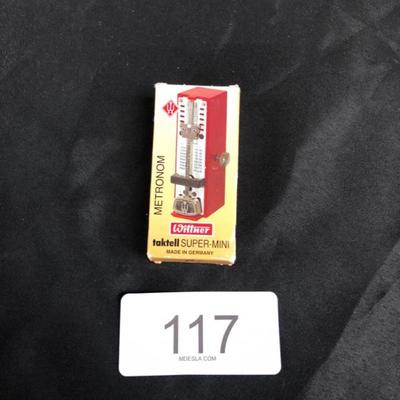 METRONOM
Wittner
taktell SUPER-MINI
MADE IN GERMANY
117
MDESLA.COM